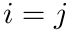 i = j